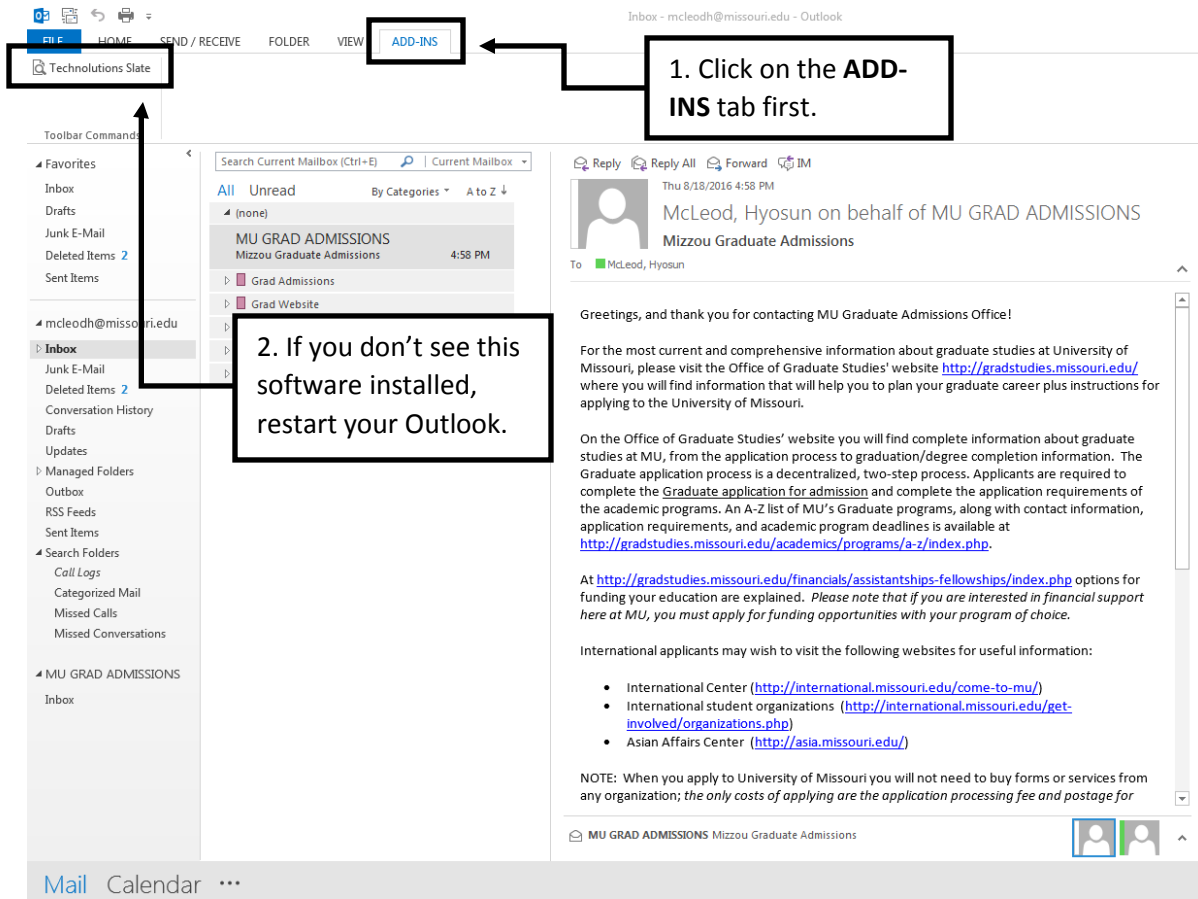 Inbox - mcleodh@missouri.edu - Outlook
FILE HOME SEND / RECEIVE FOLDER VIEW ADD-INS
Technolutions Slate
1. Click on the ADD-
INS tab first.
Toolbar Commands
Favorites
Inbox
Drafts
Junk E-Mail
Deleted Items 2
Sent Items
mcleodh@missouri.edu
Inbox
Junk E-Mail
Deleted Items 2
Conversation History
Drafts
Updates
Managed Folders
Outbox
RSS Feeds
Sent Items
Search Folders
Call Logs
Categorized Mail
Missed Calls
Missed Conversations
MU GRAD ADMISSIONS
Inbox
Search Current Mailbox (Ctrl+E) Current Mailbox
All Unread By Categories A to Z
(none)
MU GRAD ADMISSIONS
Mizzou Graduate Admissions 4:58 PM
Grad Admissions
Grad Website
2. If you don’t see this
software installed,
restart your Outlook.
Reply Reply All Forward IM
Thu 8/18/2016 4:58 PM
McLeod, Hyosun on behalf of MU GRAD ADMISSIONS
Mizzou Graduate Admissions
To McLeod, Hyosun
Greetings, and thank you for contacting MU Graduate Admissions Office!
For the most current and comprehensive information about graduate studies at University of
Missouri, please visit the Office of Graduate Studies' website http://gradstudies.missouri.edu/
where you will find information that will help you to plan your graduate career plus instructions for
applying to the University of Missouri.
On the Office of Graduate Studies’ website you will find complete information about graduate
studies at MU, from the application process to graduation/degree completion information. The
Graduate application process is a decentralized, two-step process. Applicants are required to
complete the Graduate application for admission and complete the application requirements of
the academic programs. An A-Z list of MU’s Graduate programs, along with contact information,
application requirements, and academic program deadlines is available at
http://gradstudies.missouri.edu/academics/programs/a-z/index.php.
At http://gradstudies.missouri.edu/financials/assistantships-fellowships/index.php options for
funding your education are explained. Please note that if you are interested in financial support
here at MU, you must apply for funding opportunities with your program of choice.
International applicants may wish to visit the following websites for useful information:
• International Center (http://international.missouri.edu/come-to-mu/)
• International student organizations (http://international.missouri.edu/get-
involved/organizations.php)
• Asian Affairs Center (http://asia.missouri.edu/)
NOTE: When you apply to University of Missouri you will not need to buy forms or services from
any organization; the only costs of applying are the application processing fee and postage for
MU GRAD ADMISSIONS Mizzou Graduate Admissions
Mail Calendar ···